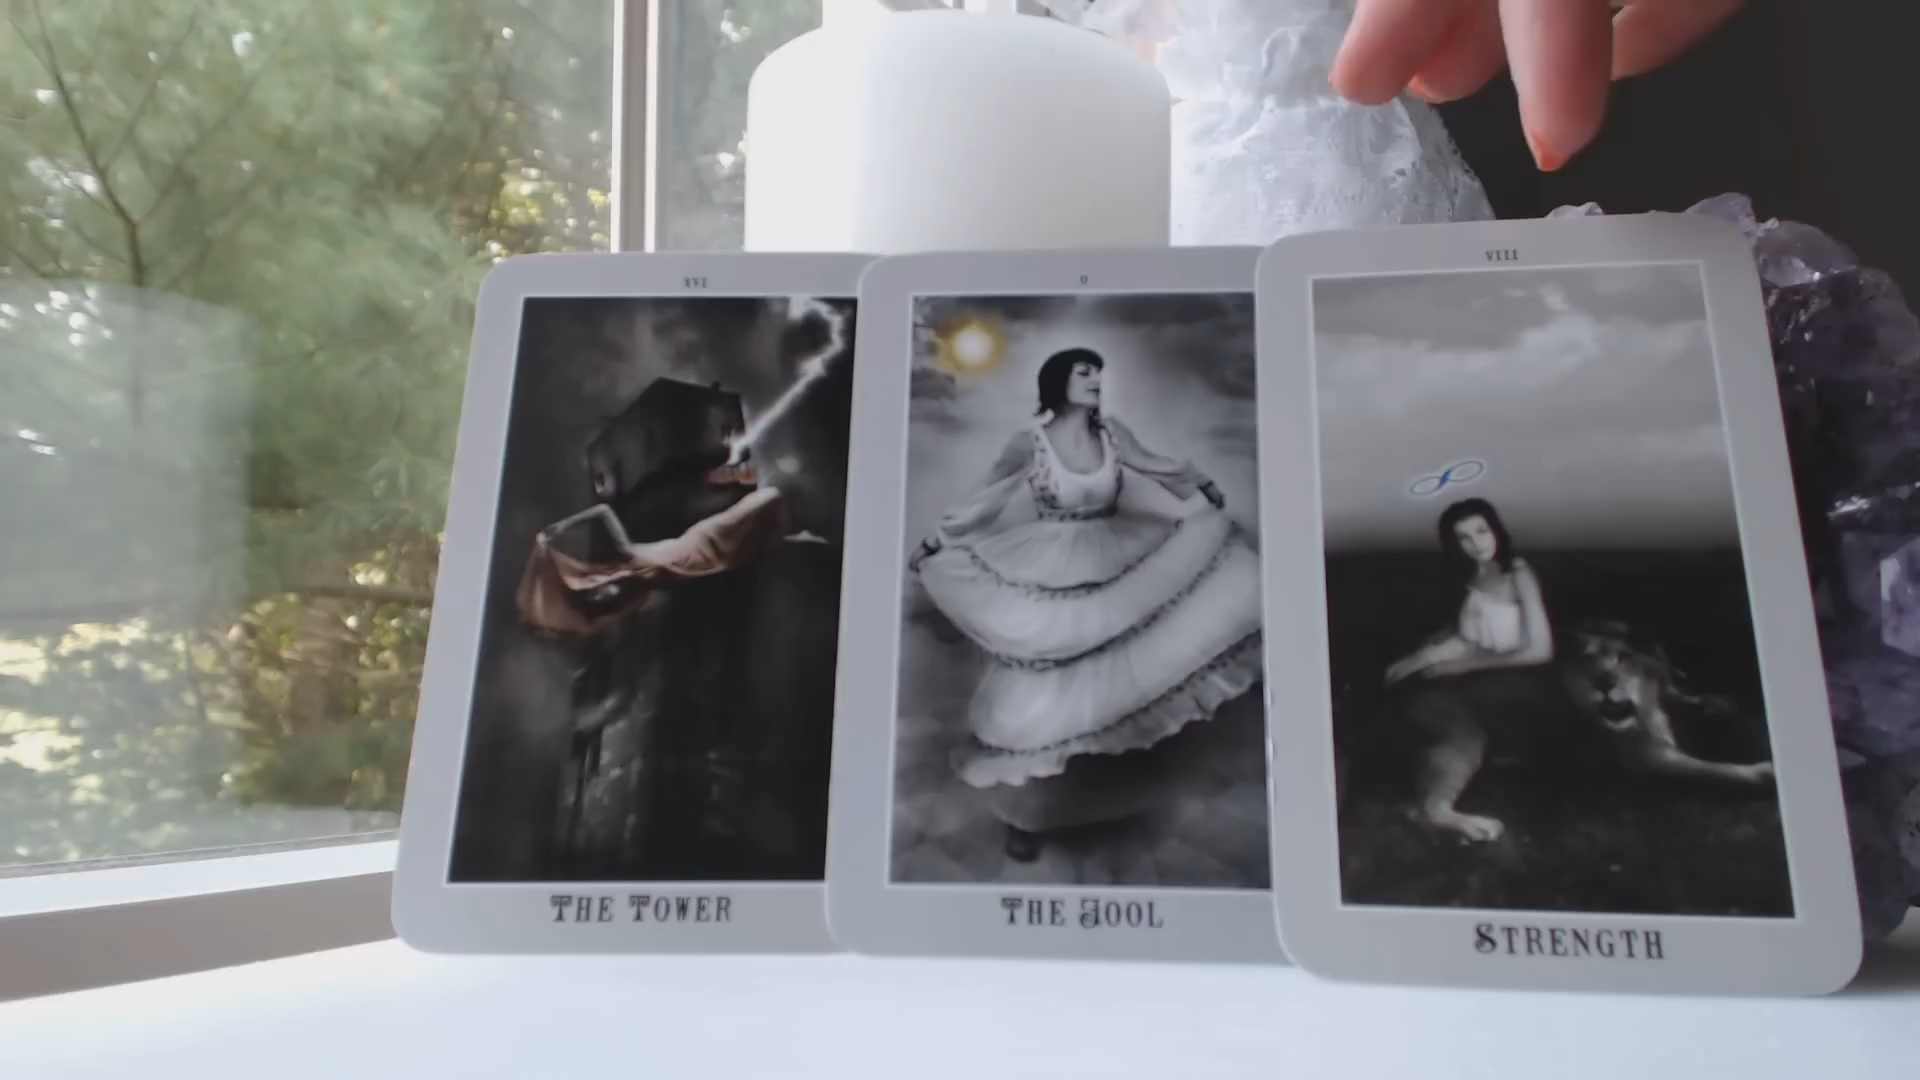 XVI
THE TOWER
0
THE FOOL
VIII
STRENGTH